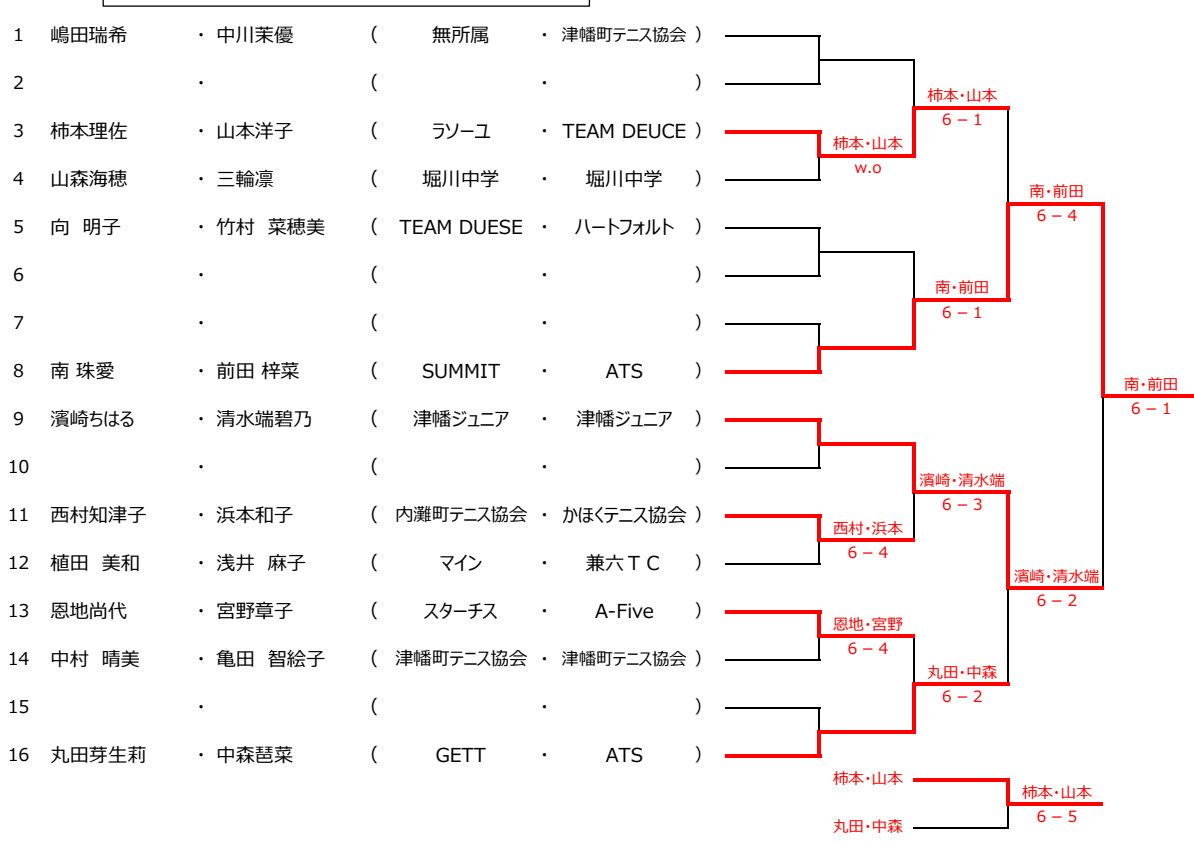 1 嶋田瑞希 ・ 中川茉優 ( 無所属 ・ 津幡町テニス協会 )
2 ・ ( ・ )
柿本・山本
3 柿本理佐 ・ 山本洋子 ( ラソーユ ・ TEAM DEUCE )
6 – 1
柿本・山本
w.o
4 山森海穂 ・ 三輪凛 ( 堀川中学 ・ 堀川中学 )
南・前田
6 – 4
5 向 明子 ・ 竹村 菜穂美 ( TEAM DUESE ・ ハートフォルト )
6 ・ ( ・ )
南・前田
6 – 1
7 ・ ( ・ )
8 南 珠愛 ・ 前田 梓菜 ( SUMMIT ・ ATS )
南・前田
6 – 1
9 濱崎ちはる ・ 清水端碧乃 ( 津幡ジュニア ・ 津幡ジュニア )
10 ・ ( ・ )
濱崎・清水端
6 – 3
11 西村知津子 ・ 浜本和子 ( 内灘町テニス協会 ・ かほくテニス協会 )
西村・浜本
6 – 4
12 植田 美和 ・ 浅井 麻子 ( マイン ・ 兼六TC )
濱崎・清水端
6 – 2
13 恩地尚代 ・ 宮野章子 ( スターチス ・ A-Five )
恩地・宮野
6 – 4
14 中村 晴美 ・ 亀田 智絵子 ( 津幡町テニス協会 ・ 津幡町テニス協会 )
丸田・中森
6 – 2
15 ・ ( ・ )
16 丸田芽生莉 ・ 中森琶菜 ( GETT ・ ATS )
柿本・山本
柿本・山本
6 – 5
丸田・中森